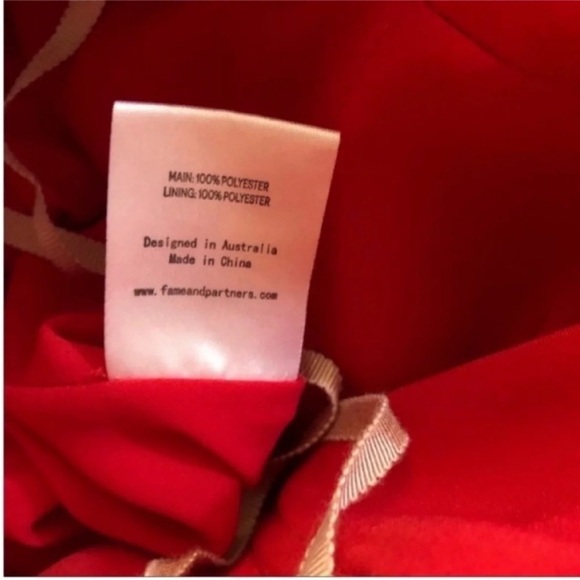 MAIN: 100% POLYESTER
LINING: 100% POLYESTER
Designed in Australia
Made in China
www.fameandpartners.com